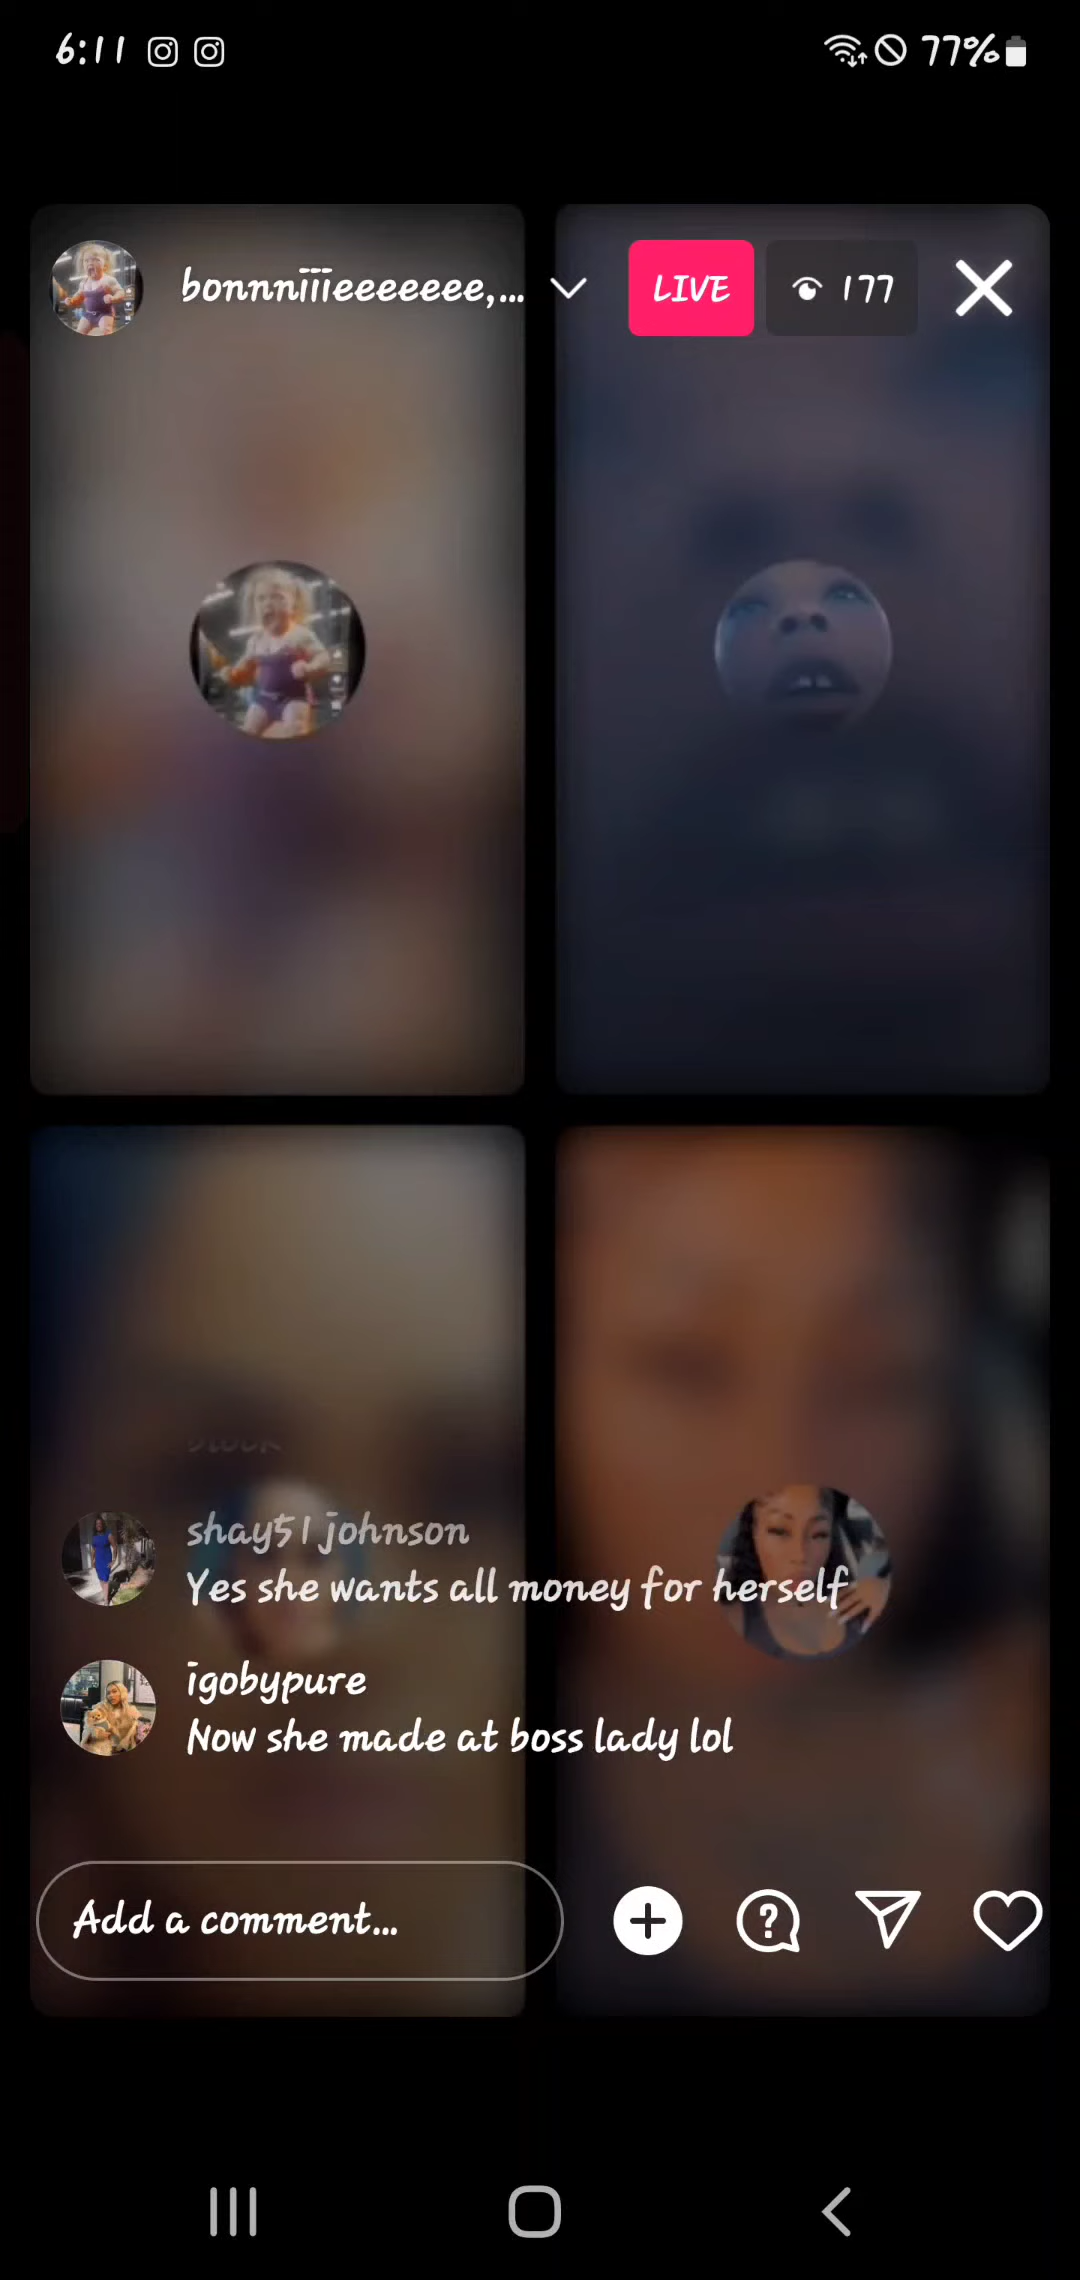 6:11
77%
bonnnïïïeeeeeee,...
LIVE
177
shay51johnson
Yes she wants all money for herself
igobypure
Now she made at boss lady lol
Add a comment...